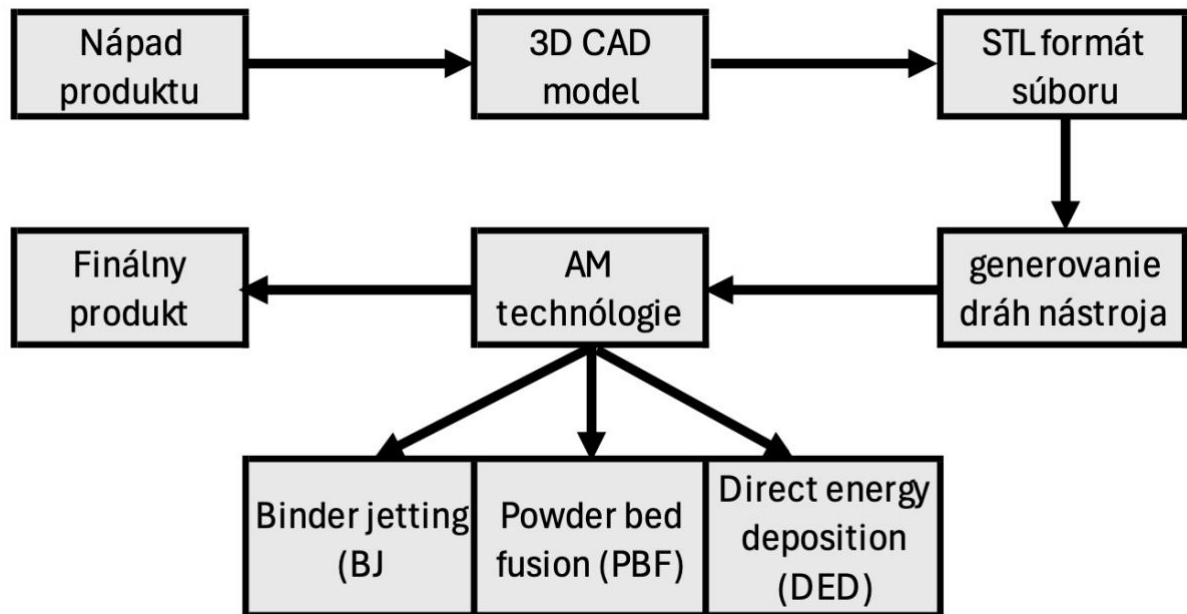 Nápad
produktu
3D CAD
model
STL formát
súboru
generovanie
dráh nástroja
AM
technólogie
Finálny
produkt
Binder jetting
(BJ
Powder bed
fusion (PBF)
Direct energy
deposition
(DED)